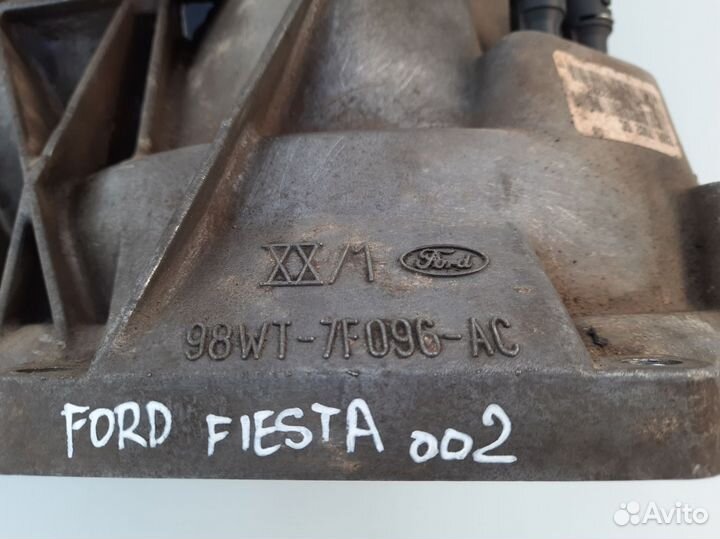 XX/1 Ford
98WT-7F096-AC
FORD FIESTA 002
Avito